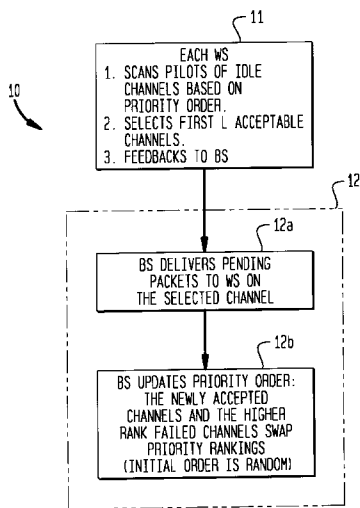 11
EACH WS
1. SCANS PILOTS OF IDLE
CHANNELS BASED ON
PRIORITY ORDER.
2. SELECTS FIRST L ACCEPTABLE
CHANNELS.
3. FEEDBACKS TO BS
10
12
12a
BS DELIVERS PENDING
PACKETS TO WS ON
THE SELECTED CHANNEL
12b
BS UPDATES PRIORITY ORDER:
THE NEWLY ACCEPTED
CHANNELS AND THE HIGHER
RANK FAILED CHANNELS SWAP
PRIORITY RANKINGS
(INITIAL ORDER IS RANDOM)